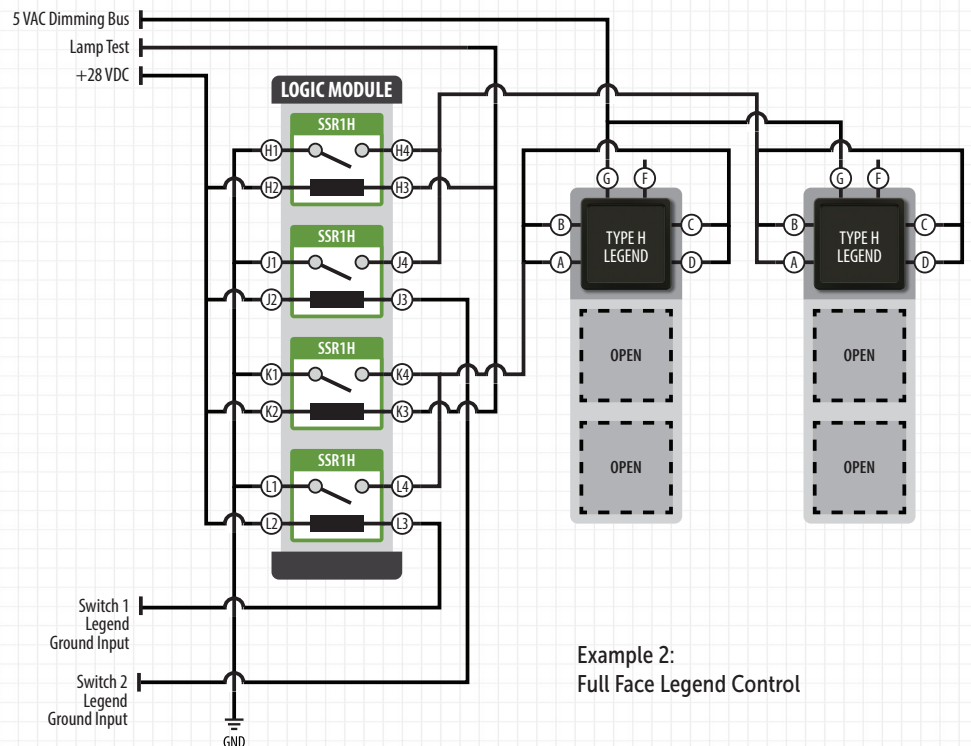 5 VAC Dimming Bus
Lamp Test
+28 VDC
LOGIC MODULE
SSR1H
H1
H4
H2
H3
SSR1H
J1
J4
J2
J3
SSR1H
K1
K4
K2
K3
SSR1H
L1
L4
L2
L3
G
F
B
C
A
D
TYPE H
LEGEND
OPEN
OPEN
G
F
B
C
A
D
TYPE H
LEGEND
OPEN
OPEN
Switch 1
Legend
Ground Input
Switch 2
Legend
Ground Input
GND
Example 2:
Full Face Legend Control